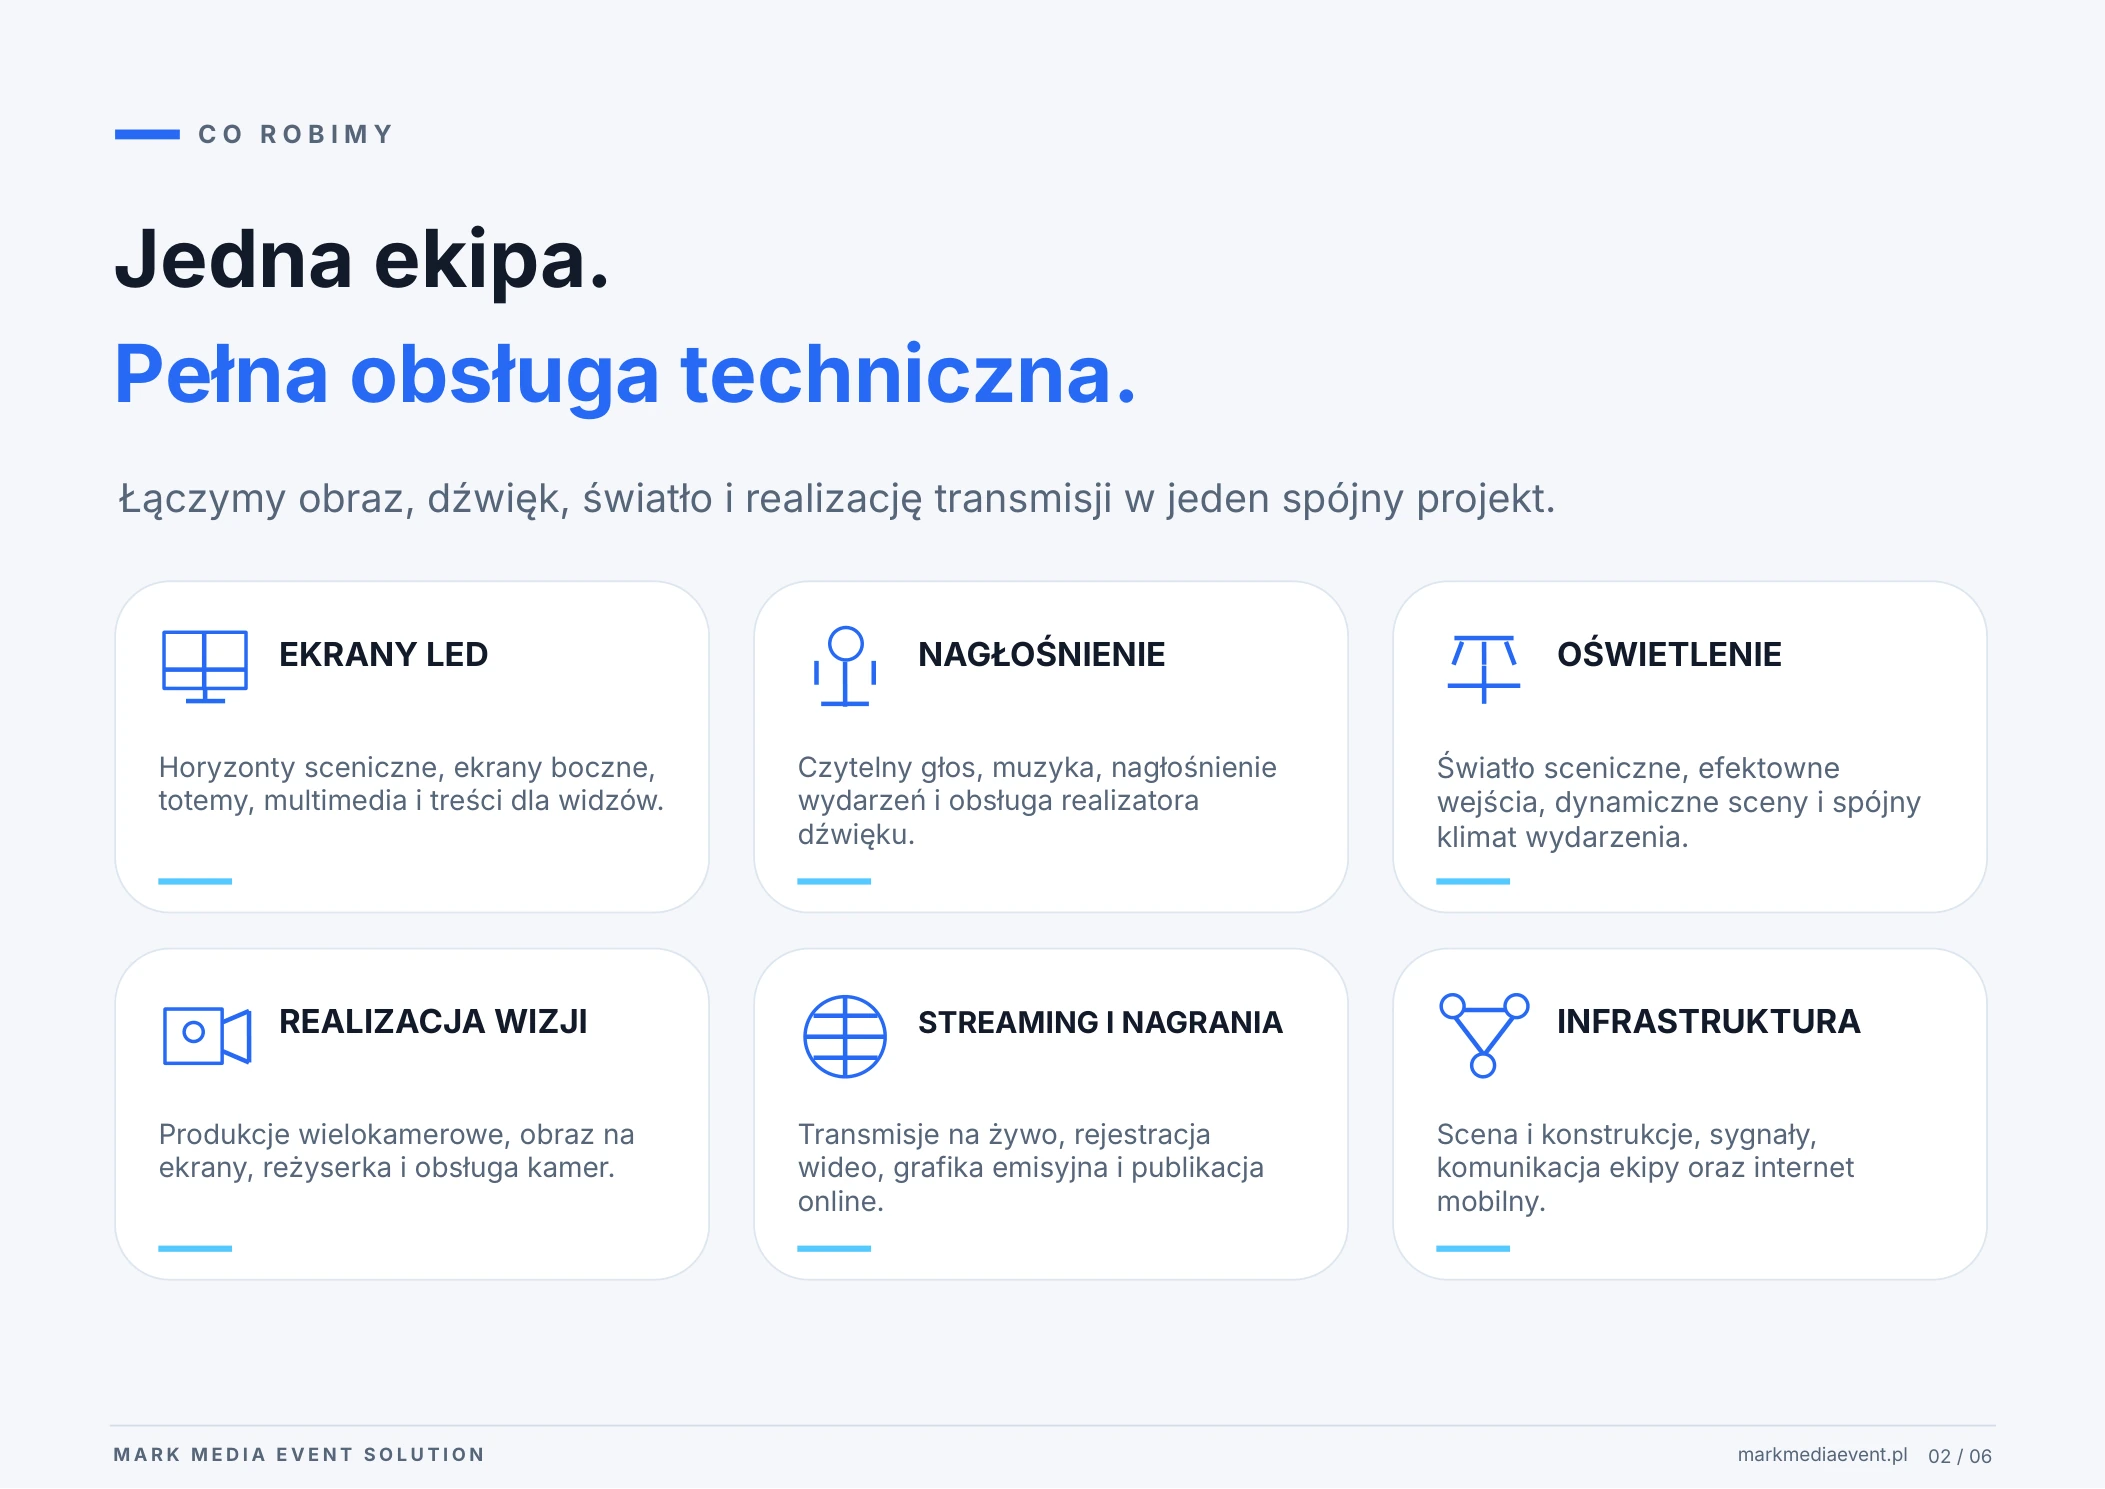 CO ROBIMY
Jedna ekipa.
Pełna obsługa techniczna.
Łączymy obraz, dźwięk, światło i realizację transmisji w jeden spójny projekt.
EKRANY LED
Horyzonty sceniczne, ekrany boczne,
totemy, multimedia i treści dla widzów.
NAGŁOŚNIENIE
Czytelny głos, muzyka, nagłośnienie
wydarzeń i obsługa realizatora
dźwięku.
OŚWIETLENIE
Światło sceniczne, efektowne
wejścia, dynamiczne sceny i spójny
klimat wydarzenia.
REALIZACJA WIZJI
Produkcje wielokamerowe, obraz na
ekrany, reżyserka i obsługa kamer.
STREAMING I NAGRANIA
Transmisje na żywo, rejestracja
wideo, grafika emisyjna i publikacja
online.
INFRASTRUKTURA
Scena i konstrukcje, sygnały,
komunikacja ekipy oraz internet
mobilny.
MARK MEDIA EVENT SOLUTION
markmediaevent.pl 02 / 06